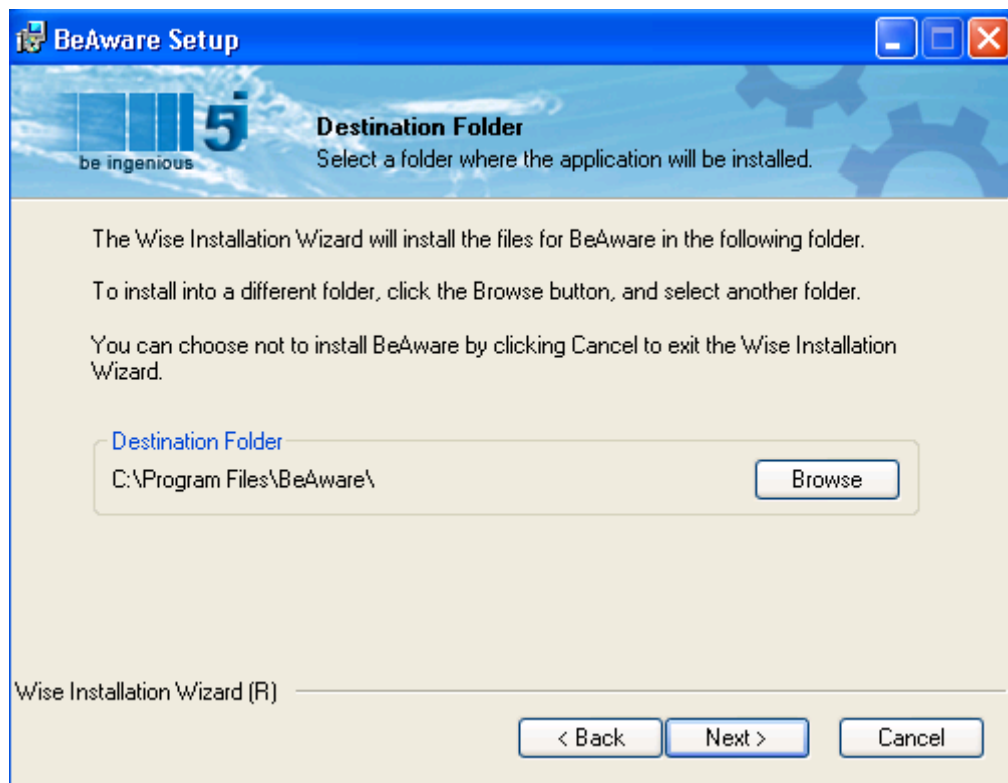 BeAware Setup
5i
be ingenious
Destination Folder
Select a folder where the application will be installed.
The Wise Installation Wizard will install the files for BeAware in the following folder.
To install into a different folder, click the Browse button, and select another folder.
You can choose not to install BeAware by clicking Cancel to exit the Wise Installation
Wizard.
Destination Folder
C:\Program Files\BeAware\
Browse
Wise Installation Wizard (R)
< Back
Next >
Cancel